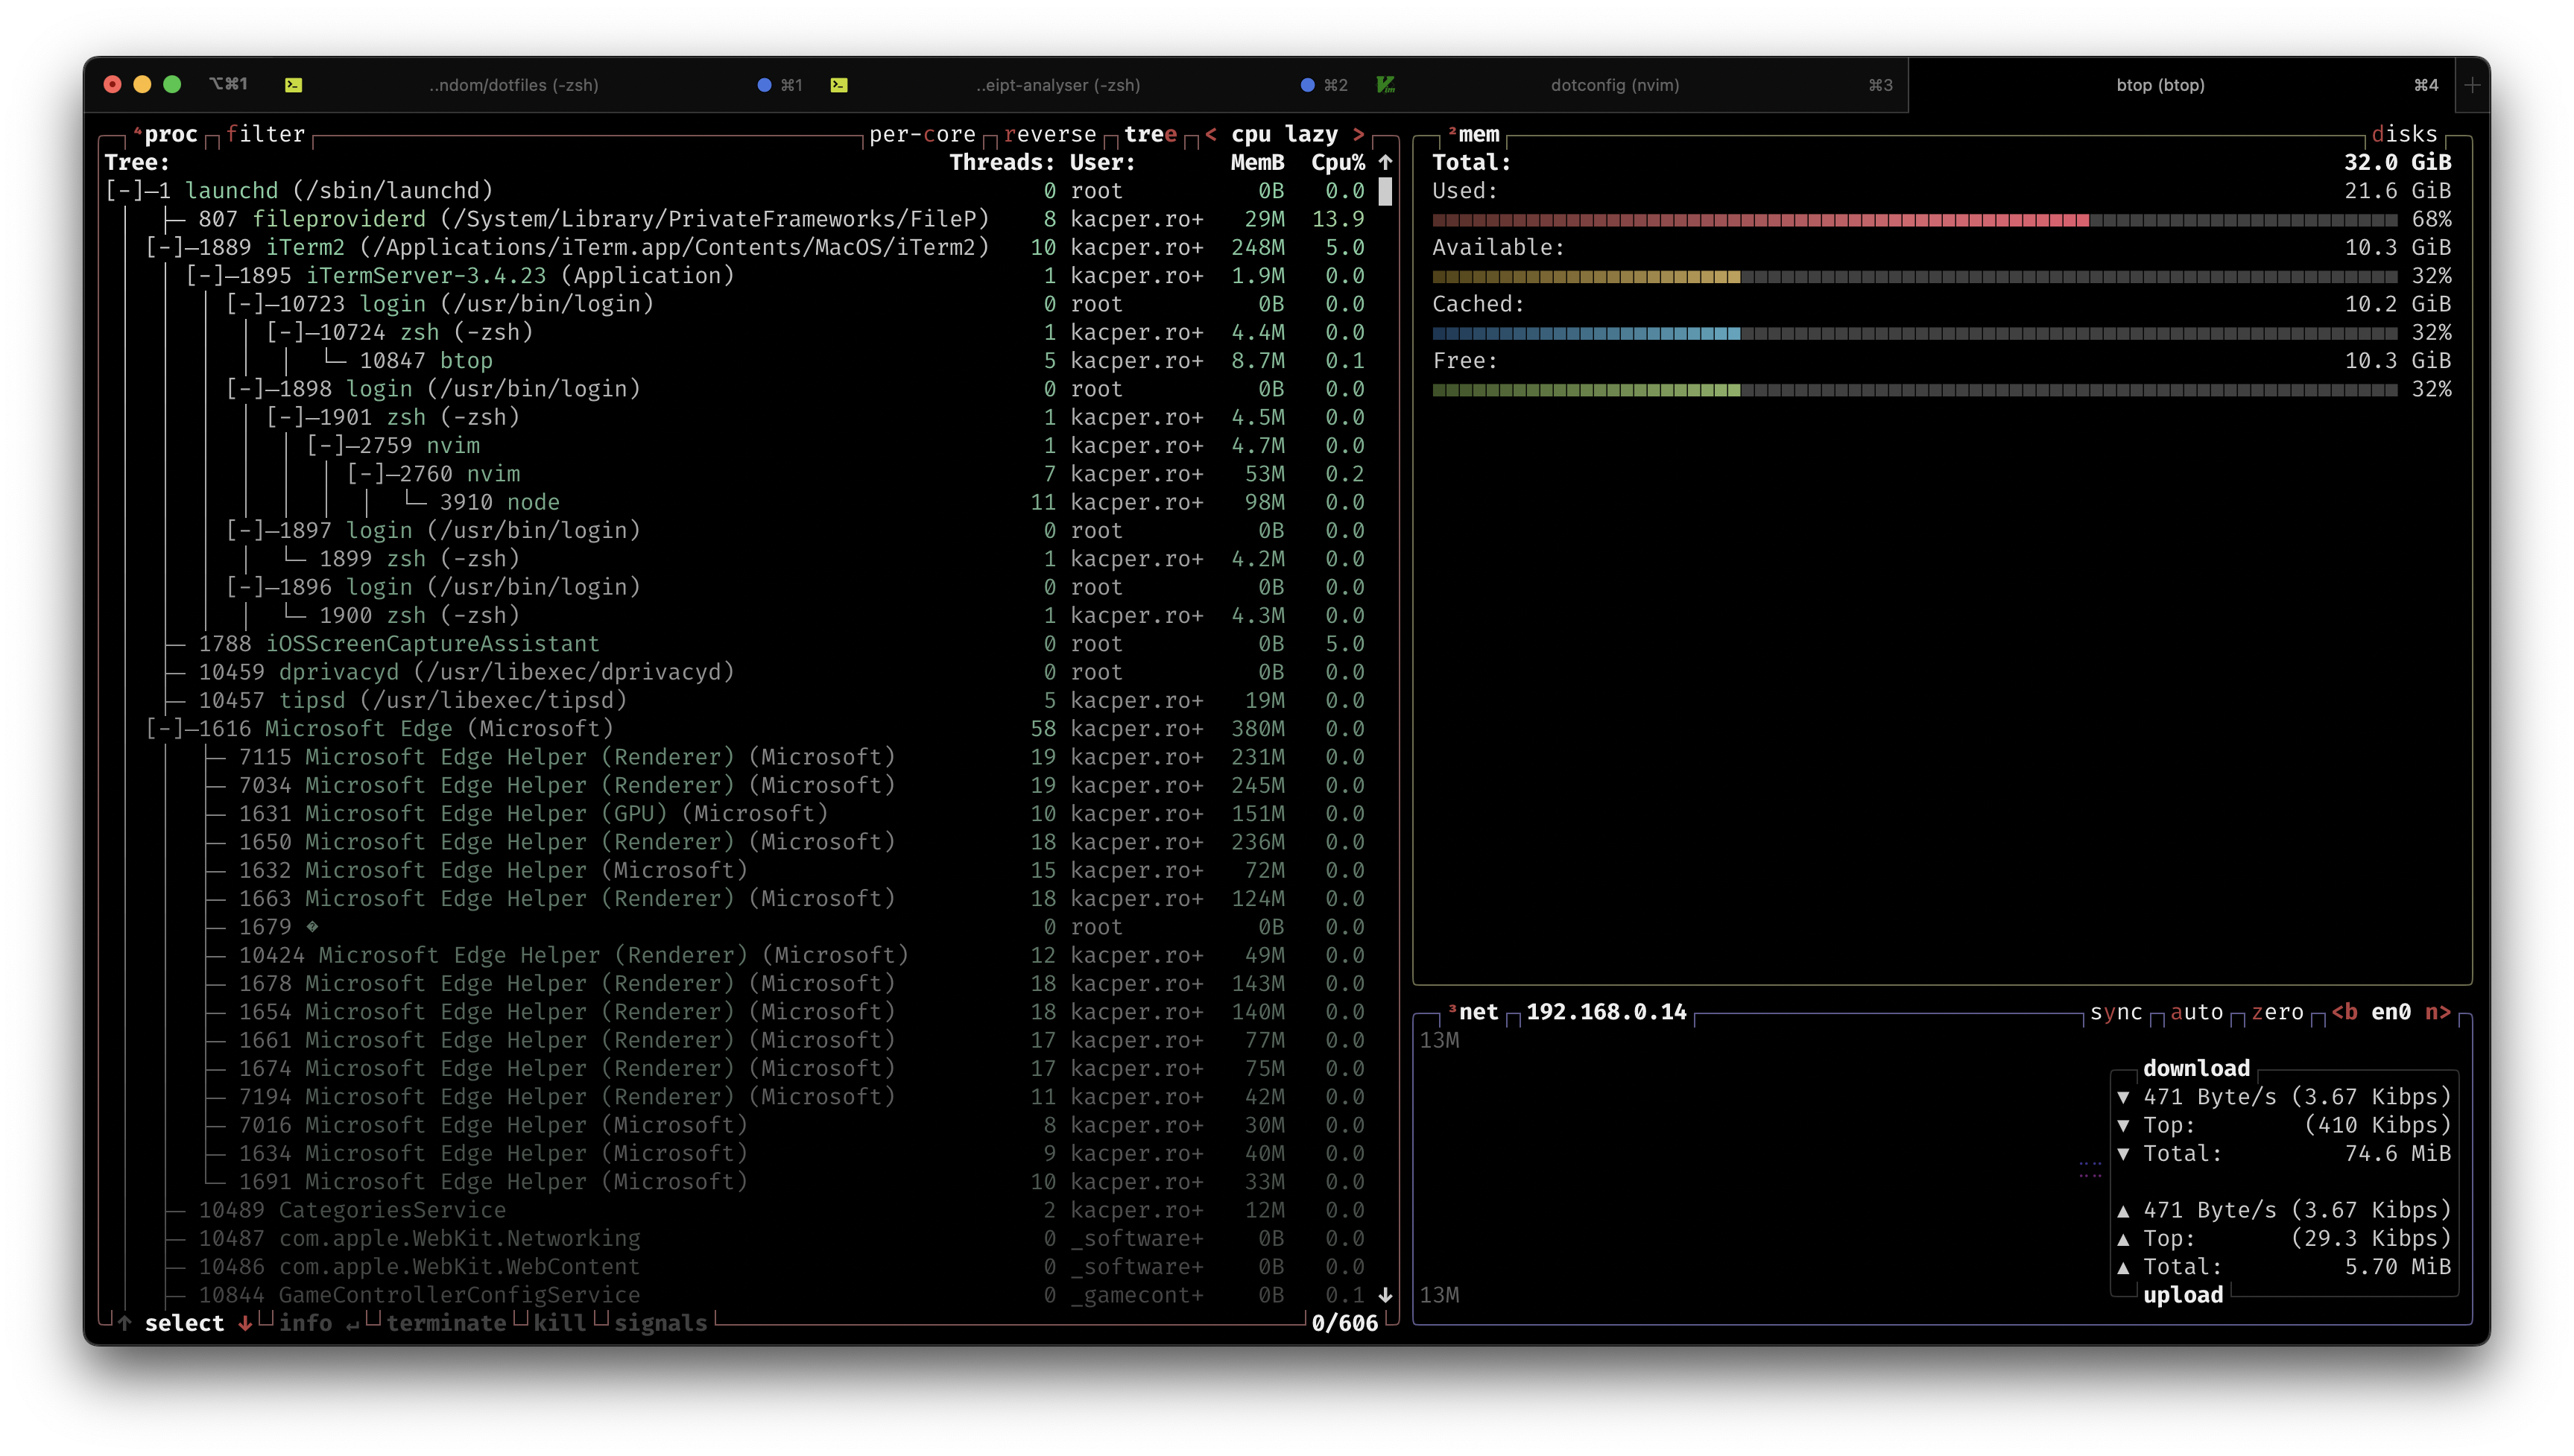 ⌥⌘1 ..ndom/dotfiles (-zsh) ⌘1 ..eipt-analyser (-zsh) ⌘2 dotconfig (nvim) ⌘3 btop (btop) ⌘4 +
⁴proc filter per-core reverse tree < cpu lazy >
Tree: Threads: User: MemB Cpu% ↑
[-]─1 launchd (/sbin/launchd) 0 root 0B 0.0
├─ 807 fileproviderd (/System/Library/PrivateFrameworks/FileP) 8 kacper.ro+ 29M 13.9
[-]─1889 iTerm2 (/Applications/iTerm.app/Contents/MacOS/iTerm2) 10 kacper.ro+ 248M 5.0
[-]─1895 iTermServer-3.4.23 (Application) 1 kacper.ro+ 1.9M 0.0
[-]─10723 login (/usr/bin/login) 0 root 0B 0.0
[-]─10724 zsh (-zsh) 1 kacper.ro+ 4.4M 0.0
└─ 10847 btop 5 kacper.ro+ 8.7M 0.1
[-]─1898 login (/usr/bin/login) 0 root 0B 0.0
[-]─1901 zsh (-zsh) 1 kacper.ro+ 4.5M 0.0
[-]─2759 nvim 1 kacper.ro+ 4.7M 0.0
[-]─2760 nvim 7 kacper.ro+ 53M 0.2
└─ 3910 node 11 kacper.ro+ 98M 0.0
[-]─1897 login (/usr/bin/login) 0 root 0B 0.0
└─ 1899 zsh (-zsh) 1 kacper.ro+ 4.2M 0.0
[-]─1896 login (/usr/bin/login) 0 root 0B 0.0
└─ 1900 zsh (-zsh) 1 kacper.ro+ 4.3M 0.0
├─ 1788 iOSScreenCaptureAssistant 0 root 0B 5.0
├─ 10459 dprivacyd (/usr/libexec/dprivacyd) 0 root 0B 0.0
├─ 10457 tipsd (/usr/libexec/tipsd) 5 kacper.ro+ 19M 0.0
[-]─1616 Microsoft Edge (Microsoft) 58 kacper.ro+ 380M 0.0
├─ 7115 Microsoft Edge Helper (Renderer) (Microsoft) 19 kacper.ro+ 231M 0.0
├─ 7034 Microsoft Edge Helper (Renderer) (Microsoft) 19 kacper.ro+ 245M 0.0
├─ 1631 Microsoft Edge Helper (GPU) (Microsoft) 10 kacper.ro+ 151M 0.0
├─ 1650 Microsoft Edge Helper (Renderer) (Microsoft) 18 kacper.ro+ 236M 0.0
├─ 1632 Microsoft Edge Helper (Microsoft) 15 kacper.ro+ 72M 0.0
├─ 1663 Microsoft Edge Helper (Renderer) (Microsoft) 18 kacper.ro+ 124M 0.0
├─ 1679 � 0 root 0B 0.0
├─ 10424 Microsoft Edge Helper (Renderer) (Microsoft) 12 kacper.ro+ 49M 0.0
├─ 1678 Microsoft Edge Helper (Renderer) (Microsoft) 18 kacper.ro+ 143M 0.0
├─ 1654 Microsoft Edge Helper (Renderer) (Microsoft) 18 kacper.ro+ 140M 0.0
├─ 1661 Microsoft Edge Helper (Renderer) (Microsoft) 17 kacper.ro+ 77M 0.0
├─ 1674 Microsoft Edge Helper (Renderer) (Microsoft) 17 kacper.ro+ 75M 0.0
├─ 7194 Microsoft Edge Helper (Renderer) (Microsoft) 11 kacper.ro+ 42M 0.0
├─ 7016 Microsoft Edge Helper (Microsoft) 8 kacper.ro+ 30M 0.0
├─ 1634 Microsoft Edge Helper (Microsoft) 9 kacper.ro+ 40M 0.0
└─ 1691 Microsoft Edge Helper (Microsoft) 10 kacper.ro+ 33M 0.0
├─ 10489 CategoriesService 2 kacper.ro+ 12M 0.0
├─ 10487 com.apple.WebKit.Networking 0 _software+ 0B 0.0
├─ 10486 com.apple.WebKit.WebContent 0 _software+ 0B 0.0
├─ 10844 GameControllerConfigService 0 _gamecont+ 0B 0.1 ↓
↑ select ↓ info ↵ terminate kill signals 0/606
²mem disks
Total: 32.0 GiB
Used: 21.6 GiB
68%
Available: 10.3 GiB
32%
Cached: 10.2 GiB
32%
Free: 10.3 GiB
32%
³net 192.168.0.14 sync auto zero <b en0 n>
13M
download
▼ 471 Byte/s (3.67 Kibps)
▼ Top: (410 Kibps)
▼ Total: 74.6 MiB
▲ 471 Byte/s (3.67 Kibps)
▲ Top: (29.3 Kibps)
▲ Total: 5.70 MiB
13M
upload